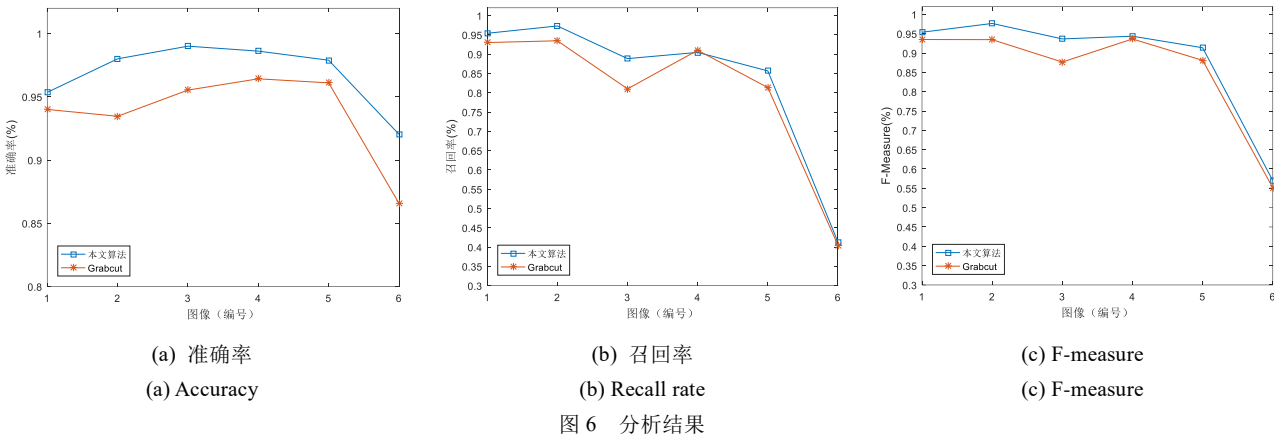 1
0.95
0.9
0.85
0.8
准确率(%)
本文算法
Grabcut
1 2 3 4 5 6
图像（编号）
1
0.95
0.9
0.85
0.8
0.75
0.7
0.65
0.6
0.55
0.5
0.45
0.4
0.35
0.3
召回率(%)
本文算法
Grabcut
1 2 3 4 5 6
图像（编号）
1
0.95
0.9
0.85
0.8
0.75
0.7
0.65
0.6
0.55
0.5
0.45
0.4
0.35
0.3
F-Measure(%)
本文算法
Grabcut
1 2 3 4 5 6
图像（编号）
(a) 准确率
(b) 召回率
(c) F-measure
(a) Accuracy
(b) Recall rate
(c) F-measure
图 6 分析结果